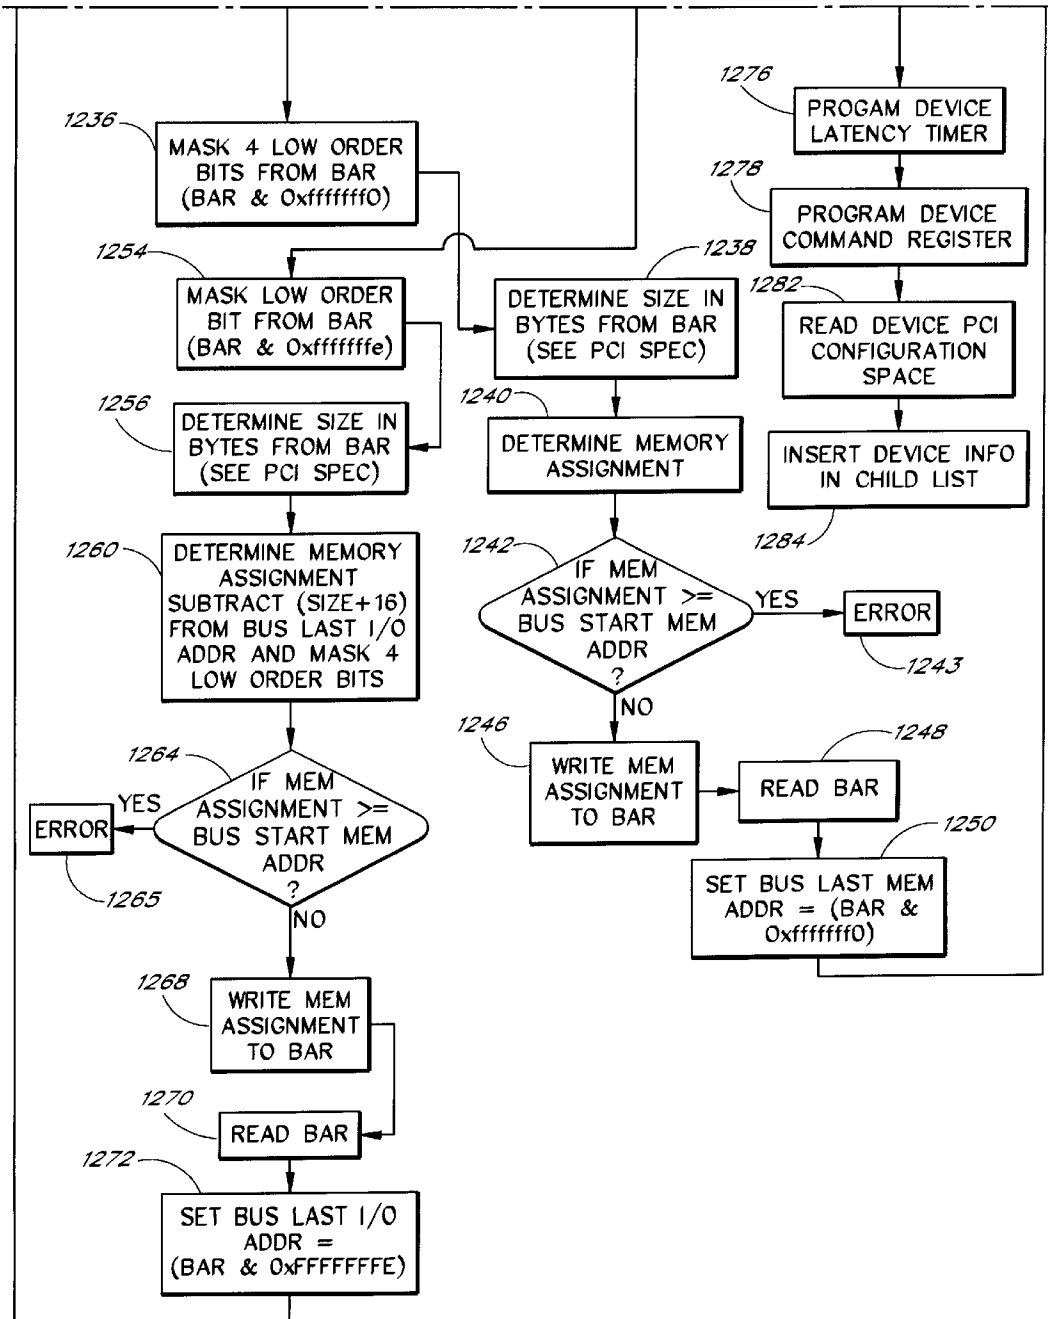 1236
MASK 4 LOW ORDER
BITS FROM BAR
(BAR & 0xfffffff0)
1254
MASK LOW ORDER
BIT FROM BAR
(BAR & 0xfffffffe)
1256
DETERMINE SIZE IN
BYTES FROM BAR
(SEE PCI SPEC)
1260
DETERMINE MEMORY
ASSIGNMENT
SUBTRACT (SIZE+16)
FROM BUS LAST I/O
ADDR AND MASK 4
LOW ORDER BITS
1264
IF MEM
ASSIGNMENT >=
BUS START MEM
ADDR
?
YES
ERROR
1265
NO
1268
WRITE MEM
ASSIGNMENT
TO BAR
1270
READ BAR
1272
SET BUS LAST I/O
ADDR =
(BAR & 0xFFFFFFFE)
1238
DETERMINE SIZE IN
BYTES FROM BAR
(SEE PCI SPEC)
1240
DETERMINE MEMORY
ASSIGNMENT
1242
IF MEM
ASSIGNMENT >=
BUS START MEM
ADDR
?
YES
ERROR
1243
NO
1246
WRITE MEM
ASSIGNMENT
TO BAR
1248
READ BAR
1250
SET BUS LAST MEM
ADDR = (BAR &
0xfffffff0)
1276
PROGAM DEVICE
LATENCY TIMER
1278
PROGRAM DEVICE
COMMAND REGISTER
1282
READ DEVICE PCI
CONFIGURATION
SPACE
INSERT DEVICE INFO
IN CHILD LIST
1284